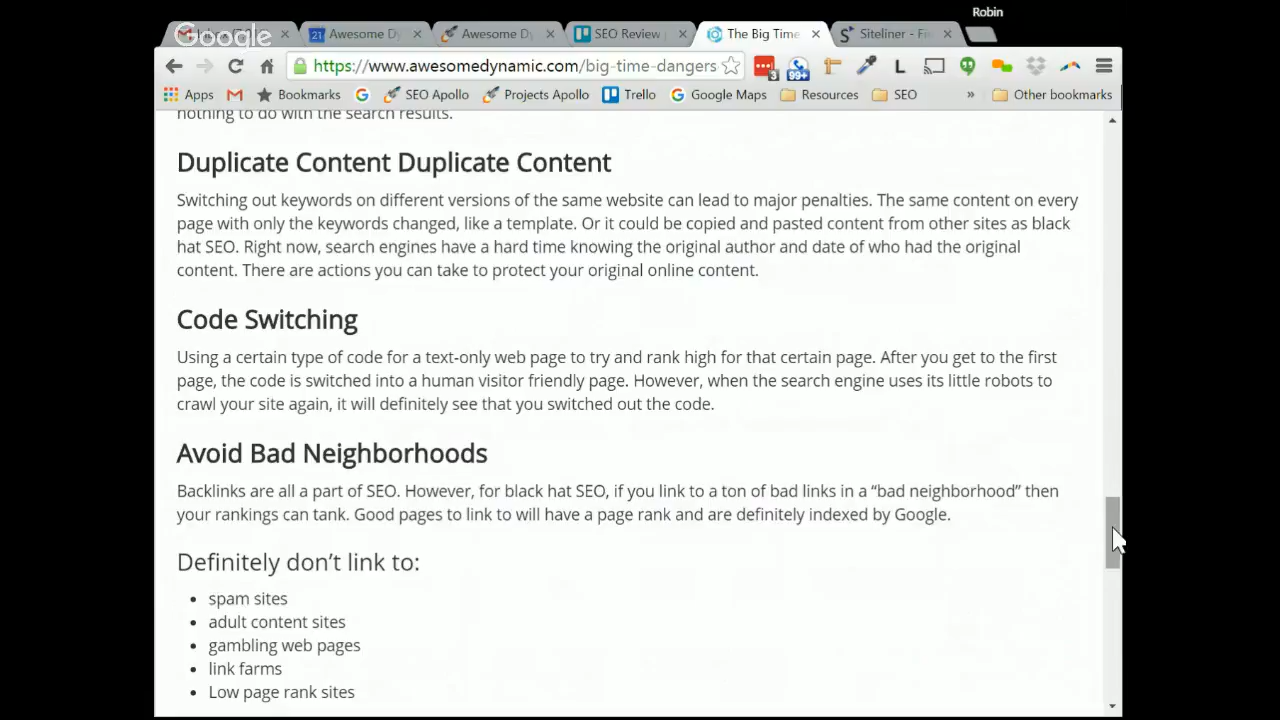 Robin
Google
Awesome Dy
Awesome Dy
SEO Review
The Big Time
Siteliner - Fi
https://www.awesomedynamic.com/big-time-dangers
3
99+
L
Apps
Bookmarks
SEO Apollo
Projects Apollo
Trello
Google Maps
Resources
SEO
»
Other bookmarks
nothing to do with the search results.
Duplicate Content Duplicate Content
Switching out keywords on different versions of the same website can lead to major penalties. The same content on every
page with only the keywords changed, like a template. Or it could be copied and pasted content from other sites as black
hat SEO. Right now, search engines have a hard time knowing the original author and date of who had the original
content. There are actions you can take to protect your original online content.
Code Switching
Using a certain type of code for a text-only web page to try and rank high for that certain page. After you get to the first
page, the code is switched into a human visitor friendly page. However, when the search engine uses its little robots to
crawl your site again, it will definitely see that you switched out the code.
Avoid Bad Neighborhoods
Backlinks are all a part of SEO. However, for black hat SEO, if you link to a ton of bad links in a “bad neighborhood” then
your rankings can tank. Good pages to link to will have a page rank and are definitely indexed by Google.
Definitely don’t link to:
• spam sites
• adult content sites
• gambling web pages
• link farms
• Low page rank sites